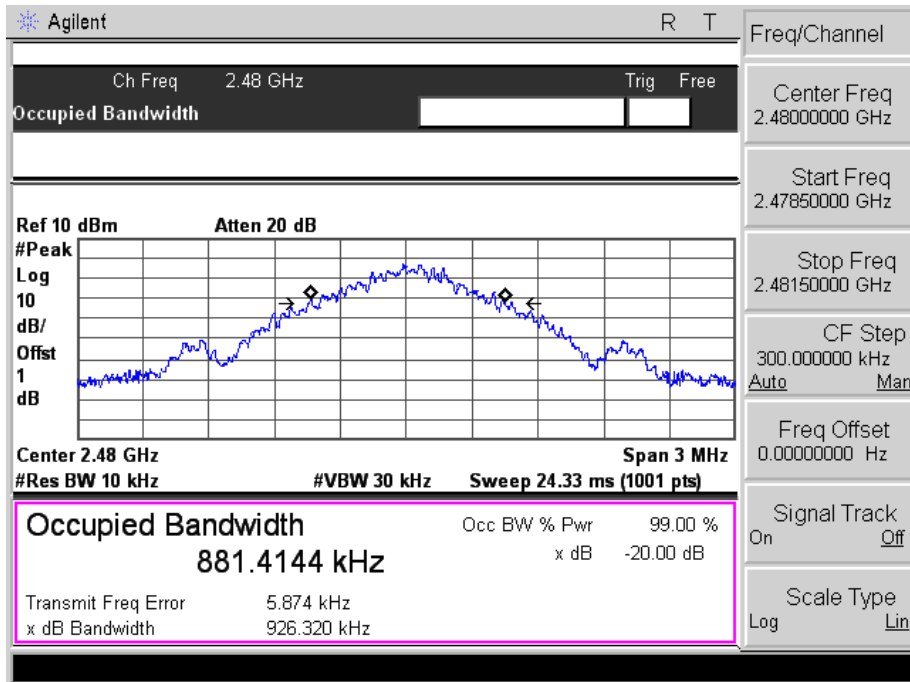 Agilent R T
Ch Freq 2.48 GHz Trig Free
Occupied Bandwidth
Ref 10 dBm Atten 20 dB
#Peak
Log
10
dB/
Offst
1
dB
Center 2.48 GHz Span 3 MHz
#Res BW 10 kHz #VBW 30 kHz Sweep 24.33 ms (1001 pts)
Occupied Bandwidth
881.4144 kHz
Occ BW % Pwr 99.00 %
x dB -20.00 dB
Transmit Freq Error 5.874 kHz
x dB Bandwidth 926.320 kHz
Freq/Channel
Center Freq
2.48000000 GHz
Start Freq
2.47850000 GHz
Stop Freq
2.48150000 GHz
CF Step
300.000000 kHz
Auto Man
Freq Offset
0.00000000 Hz
Signal Track
On Off
Scale Type
Log Lin